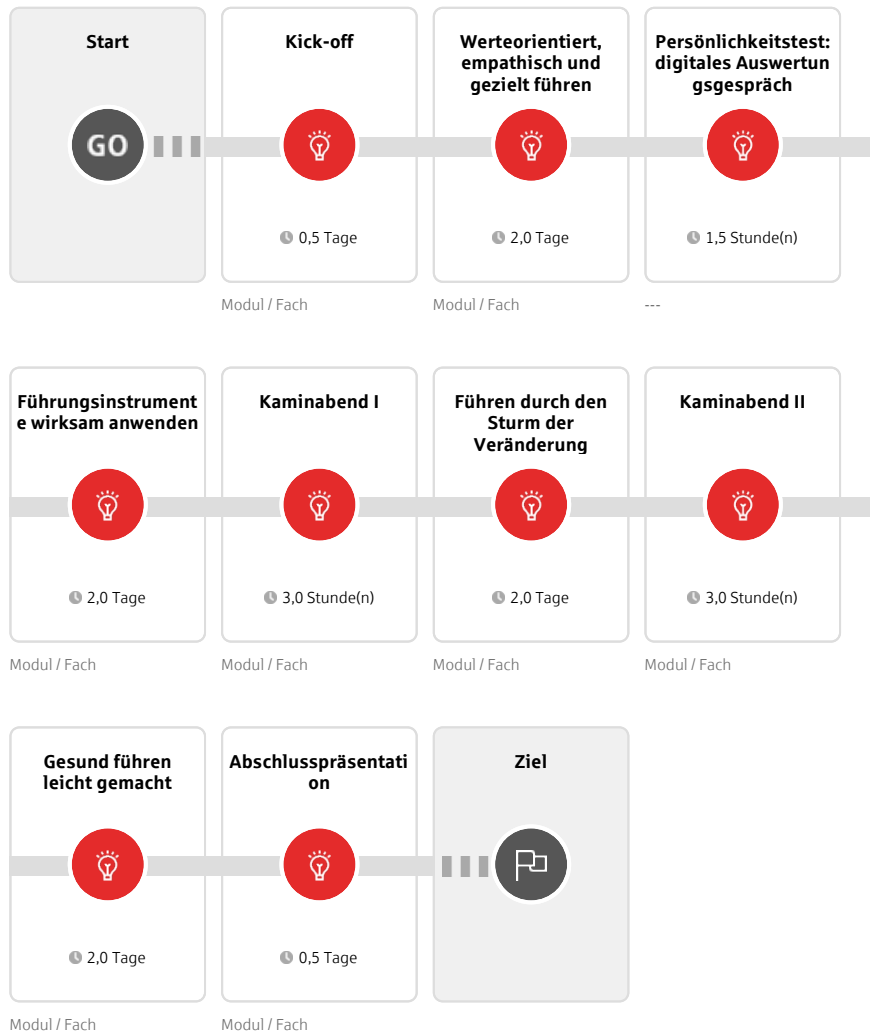 Start
GO
Kick-off
0,5 Tage
Modul / Fach
Werteorientiert,
empathisch und
gezielt führen
2,0 Tage
Modul / Fach
Persönlichkeitstest:
digitales Auswertun
gsgespräch
1,5 Stunde(n)
---
Führungsinstrument
e wirksam anwenden
2,0 Tage
Modul / Fach
Kaminabend I
3,0 Stunde(n)
Modul / Fach
Führen durch den
Sturm der
Veränderung
2,0 Tage
Modul / Fach
Kaminabend II
3,0 Stunde(n)
Modul / Fach
Gesund führen
leicht gemacht
2,0 Tage
Modul / Fach
Abschlusspräsentati
on
0,5 Tage
Modul / Fach
Ziel